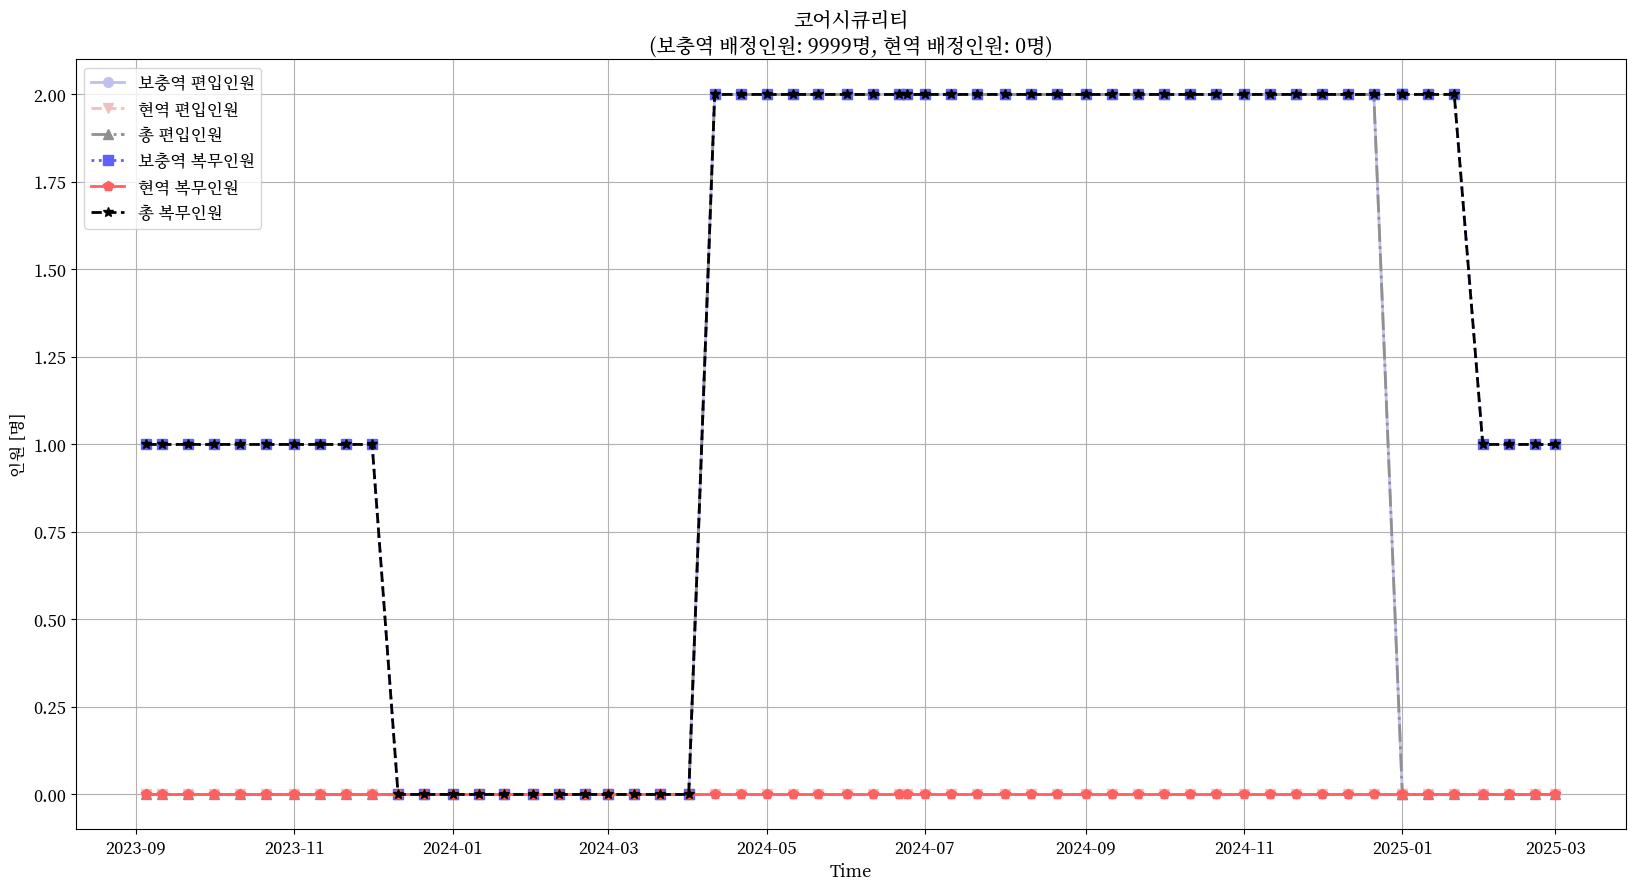 코어시큐리티
(보충역 배정인원: 9999명, 현역 배정인원: 0명)
보충역 편입인원
현역 편입인원
총 편입인원
보충역 복무인원
현역 복무인원
총 복무인원
2.00
1.75
1.50
1.25
1.00
0.75
0.50
0.25
0.00
인원 [명]
2023-09
2023-11
2024-01
2024-03
2024-05
2024-07
2024-09
2024-11
2025-01
2025-03
Time